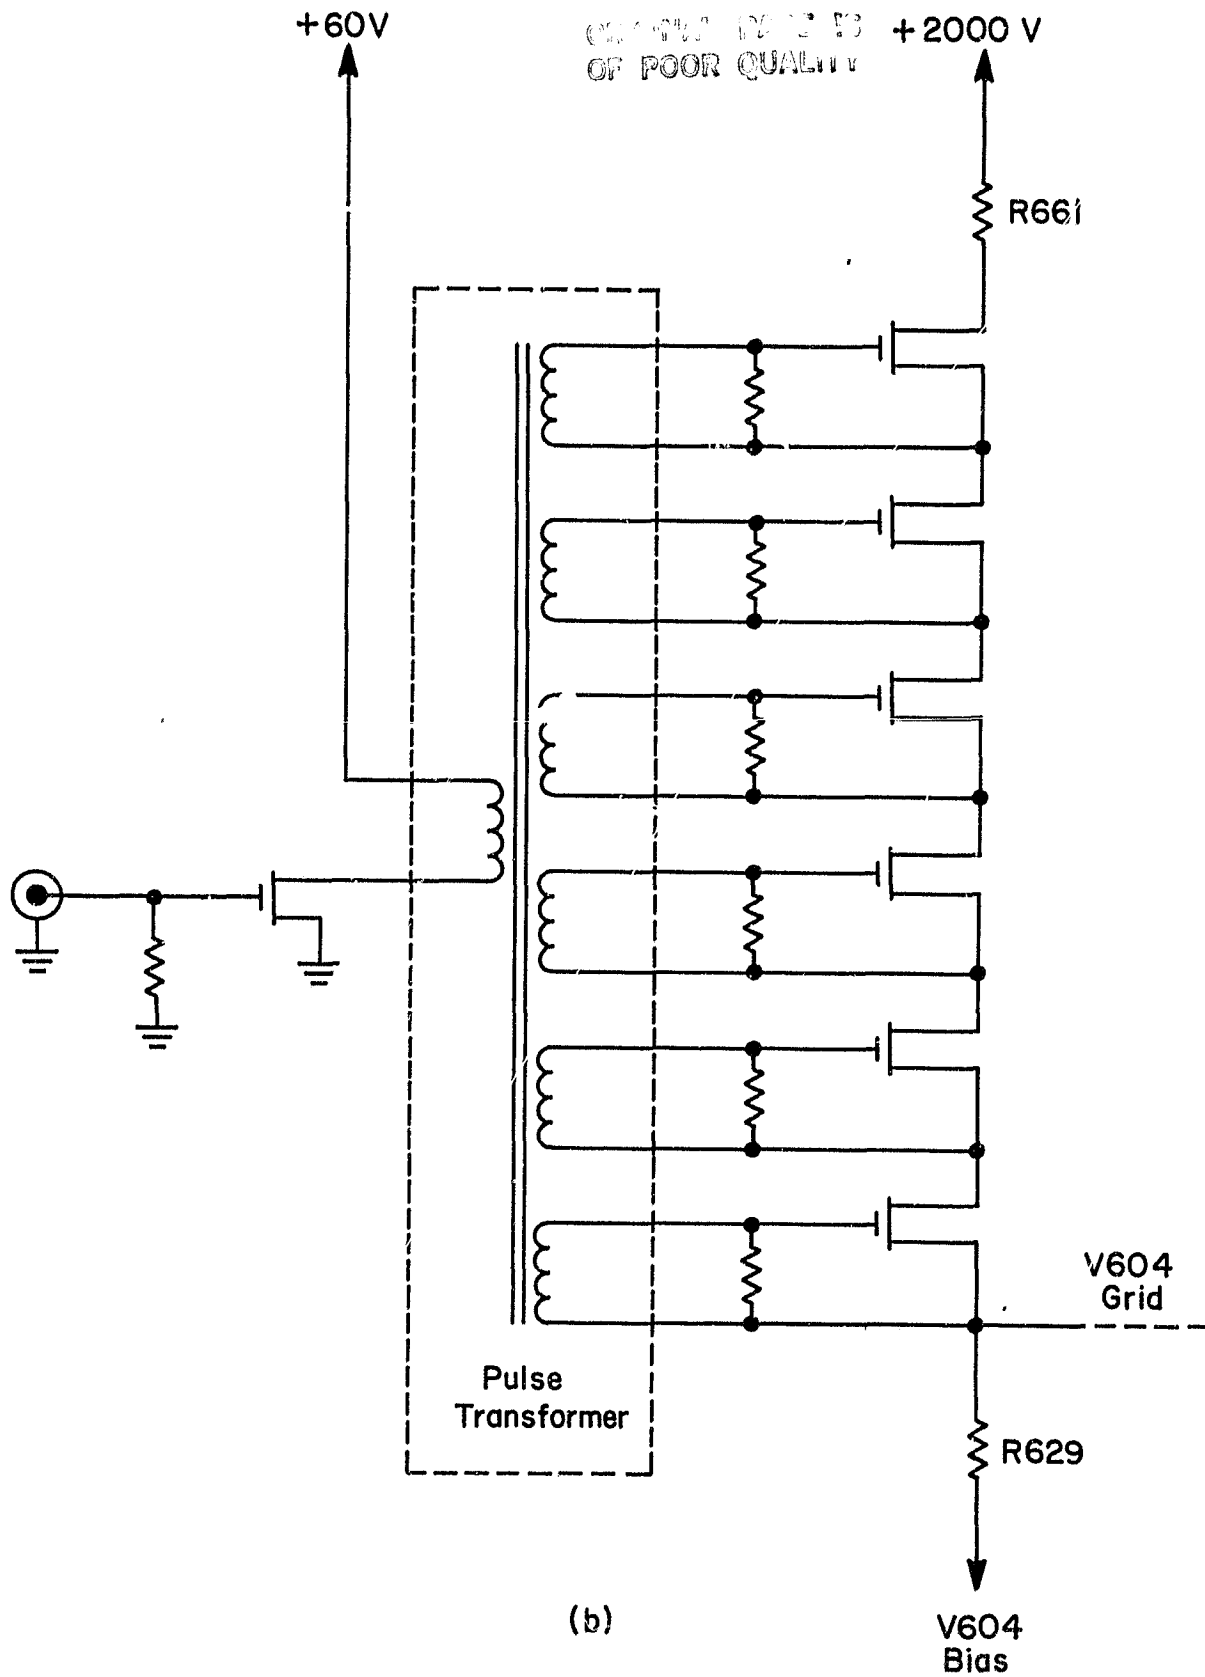 +60V
OF POOR QUALITY
+2000 V
R661
V604
Grid
Pulse
Transformer
R629
(b)
V604
Bias